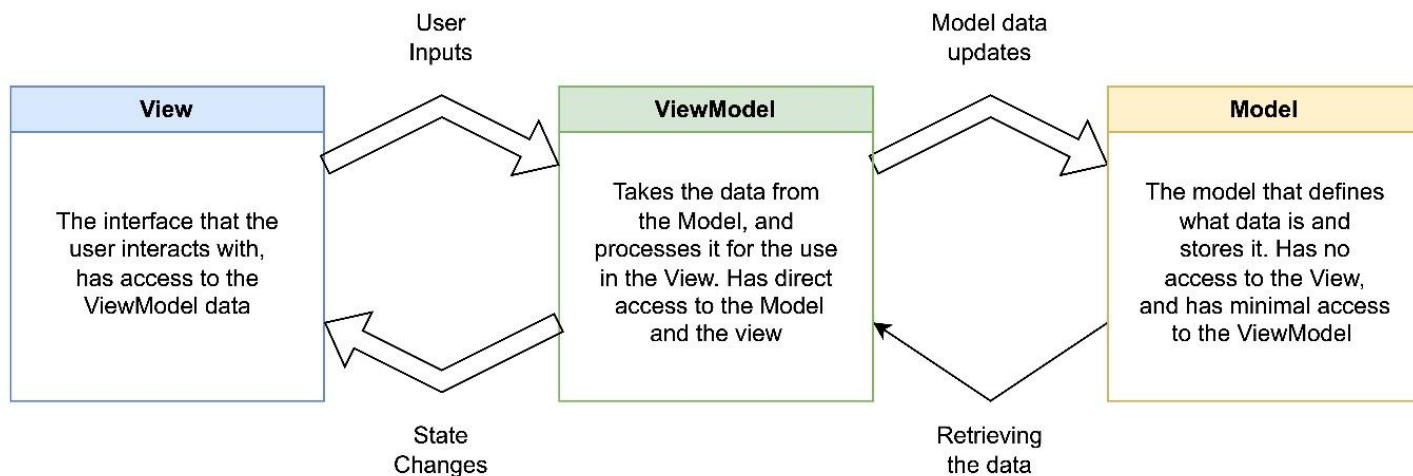 User
Inputs
Model data
updates
View
ViewModel
Model
The interface that the
user interacts with,
has access to the
ViewModel data
Takes the data from
the Model, and
processes it for the use
in the View. Has direct
access to the Model
and the view
The model that defines
what data is and
stores it. Has no
access to the View,
and has minimal access
to the ViewModel
State
Changes
Retrieving
the data